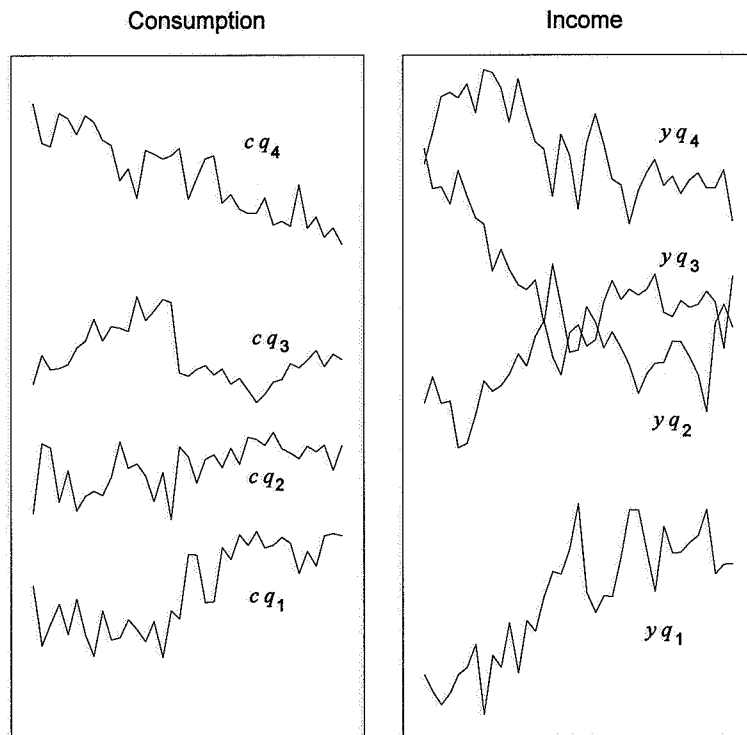 Consumption
Income
cq₄
cq₃
cq₂
cq₁
yq₄
yq₃
yq₂
yq₁